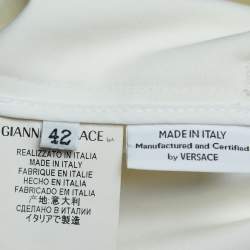 GIANNI 42 ACE
REALIZZATO IN ITALIA
MADE IN ITALY
FABRIQUE EN ITALIE
HECHO EN ITALIA
FABRICADO EM ITALIA
产地：意大利
СДЕЛАНО В ИТАЛИИ
イタリアで製造
MADE IN ITALY
Manufactured and Certified
by VERSACE